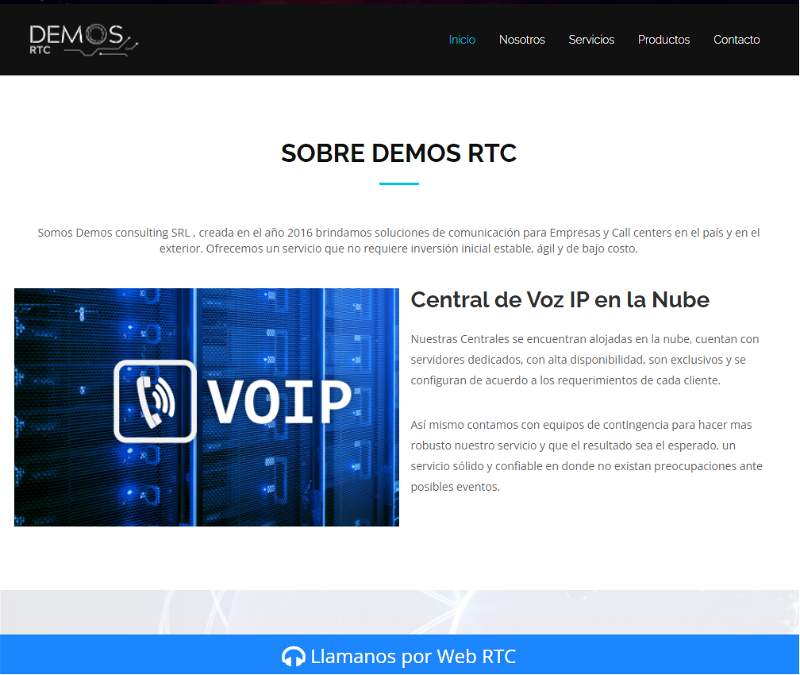 DEMOS
RTC
Inicio
Nosotros
Servicios
Productos
Contacto
SOBRE DEMOS RTC
Somos Demos consulting SRL , creada en el año 2016 brindamos soluciones de comunicación para Empresas y Call centers en el país y en el
exterior. Ofrecemos un servicio que no requiere inversión inicial estable, ágil y de bajo costo.
VOIP
Central de Voz IP en la Nube
Nuestras Centrales se encuentran alojadas en la nube, cuentan con
servidores dedicados, con alta disponibilidad, son exclusivos y se
configuran de acuerdo a los requerimientos de cada cliente.
Así mismo contamos con equipos de contingencia para hacer mas
robusto nuestro servicio y que el resultado sea el esperado, un
servicio sólido y confiable en donde no existan preocupaciones ante
posibles eventos.
Llamanos por Web RTC